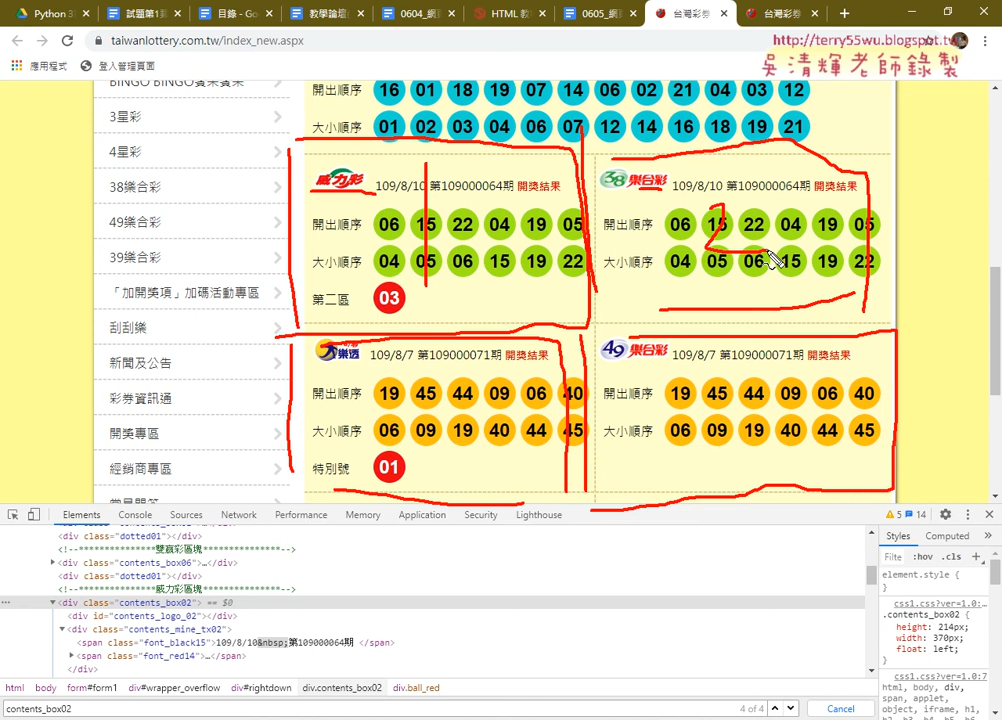 Python 3
試題第1
目錄 - Go
教學論壇
0604_網
HTML 教
0605_網
台灣彩券
台灣彩券
taiwanlottery.com.tw/index_new.aspx
http://terry55wu.blogspot.tw
吳清輝老師錄製
應用程式
登入管理頁面
BINGO BINGO賓果賓果
3星彩
4星彩
38樂合彩
49樂合彩
39樂合彩
「加開獎項」加碼活動專區
刮刮樂
新聞及公告
彩券資訊通
開獎專區
經銷商專區
開出順序 16 01 18 19 07 14 06 02 21 04 03 12
大小順序 01 02 03 04 06 07 12 14 16 18 19 21
威力彩 109/8/10 第109000064期 開獎結果
開出順序 06 15 22 04 19 05
大小順序 04 05 06 15 19 22
第二區 03
38樂合彩 109/8/10 第109000064期 開獎結果
開出順序 06 15 22 04 19 05
大小順序 04 05 06 15 19 22
樂透 109/8/7 第109000071期 開獎結果
開出順序 19 45 44 09 06 40
大小順序 06 09 19 40 44 45
特別號 01
49樂合彩 109/8/7 第109000071期 開獎結果
開出順序 19 45 44 09 06 40
大小順序 06 09 19 40 44 45
2
Elements Console Sources Network Performance Memory Application Security Lighthouse 5 14
<div class="dotted01"></div>
<!--***************雙贏彩區塊***************-->
<div class="contents_box06">…</div>
<div class="dotted01"></div>
<!--***************威力彩區塊***************-->
<div class="contents_box02"> == $0
<div id="contents_logo_02"></div>
<div class="contents_mine_tx02">
<span class="font_black15">109/8/10&nbsp;第109000064期 </span>
<span class="font_red14">…</span>
</div>
html body form#form1 div#wrapper_overflow div#rightdown div.contents_box02 div.ball_red
contents_box02 4 of 4 Cancel
Styles Computed
Filte :hov .cls
element.style {
}
css1.css?ver=1.0:…
.contents_box02 {
height: 214px;
width: 370px;
float: left;
}
css1.css?ver=1.0:7
html, body, div,
span, applet,
object, iframe, h1,